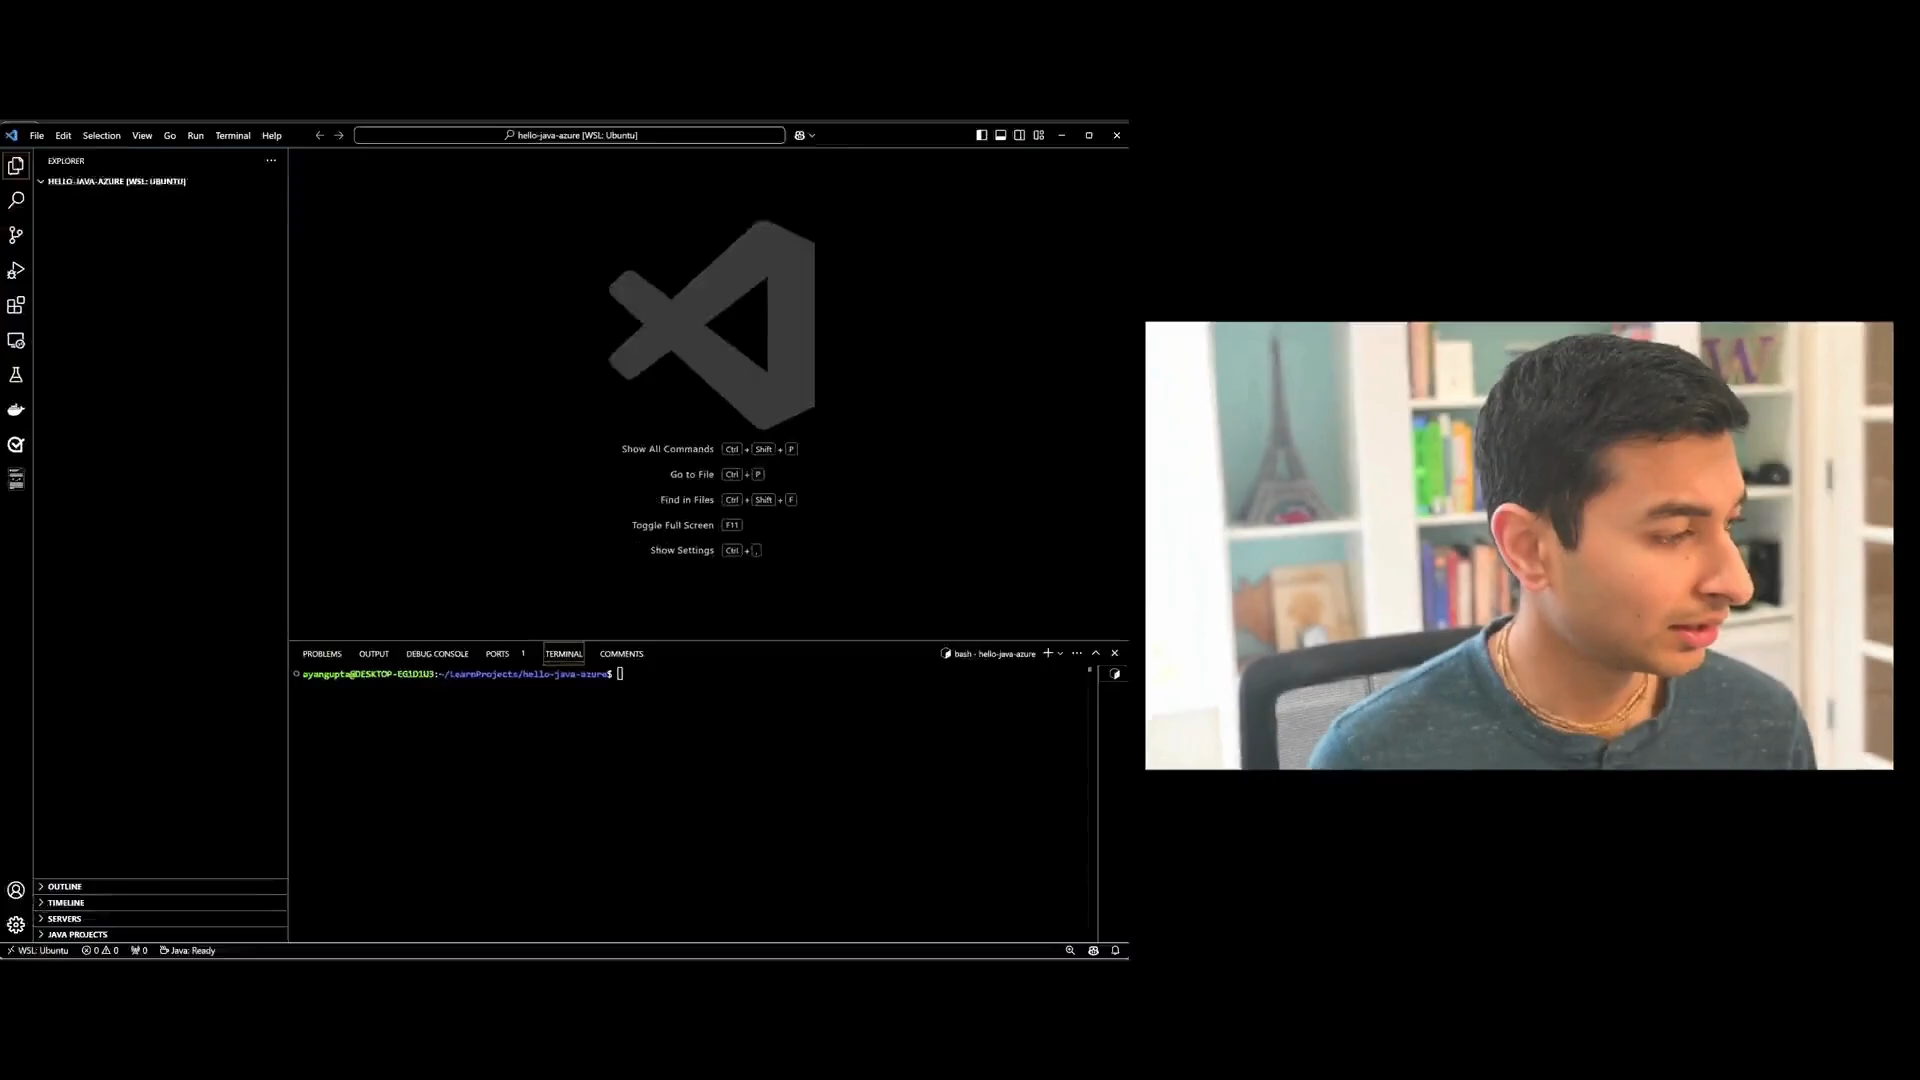 File Edit Selection View Go Run Terminal Help
hello-java-azure [WSL: Ubuntu]
EXPLORER
HELLO-JAVA-AZURE [WSL: UBUNTU]
Show All Commands Ctrl + Shift + P
Go to File Ctrl + P
Find in Files Ctrl + Shift + F
Toggle Full Screen F11
Show Settings Ctrl + ,
PROBLEMS OUTPUT DEBUG CONSOLE PORTS 1 TERMINAL COMMENTS
bash - hello-java-azure
ayangupta@DESKTOP-EG1D1U3:~/LearnProjects/hello-java-azure$
W
OUTLINE
TIMELINE
SERVERS
JAVA PROJECTS
WSL: Ubuntu 0 0 0 Java: Ready